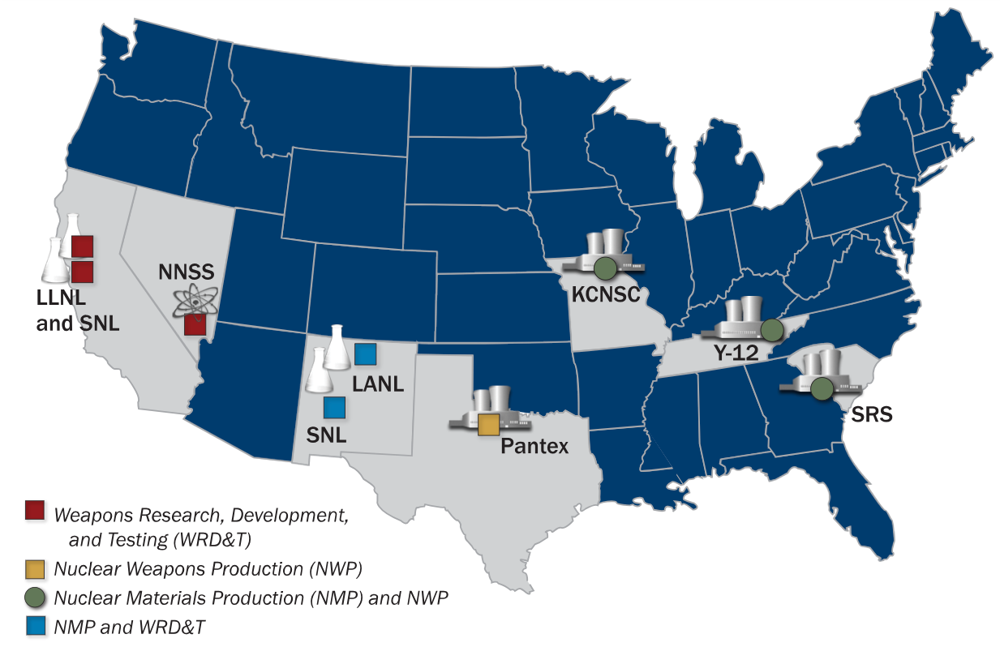 NNSS
LLNL
and SNL
KCNSC
Y-12
LANL
SNL
SRS
Pantex
Weapons Research, Development,
and Testing (WRD&T)
Nuclear Weapons Production (NWP)
Nuclear Materials Production (NMP) and NWP
NMP and WRD&T